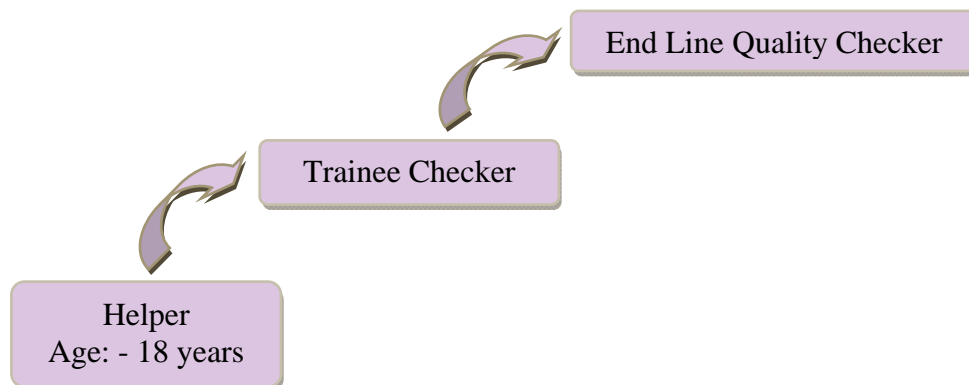 End Line Quality Checker
Trainee Checker
Helper
Age: - 18 years